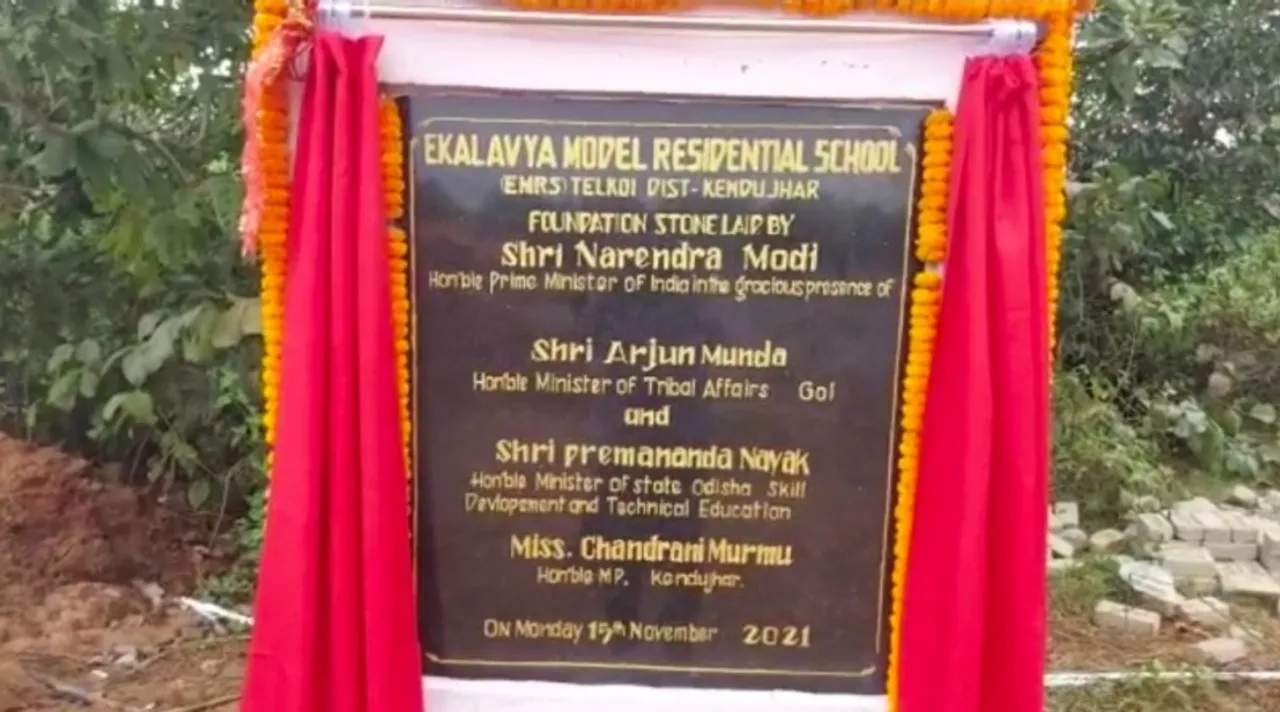 EKALAVYA MODEL RESIDENTIAL SCHOOL
(EMRS) TELKOI DIST-KENDUJHAR
FOUNDATION STONE LAID BY
Shri Narendra Modi
Hon'ble Prime Minister of India in the gracious presence of
Shri Arjun Munda
Hon'ble Minister of Tribal Affairs GoI
and
Shri premananda Nayak
Hon'ble Minister of state Odisha Skill
Devlopement and Technical Education
Miss. Chandrani Murmu
Hon'ble MP. Kendujhar.
On Monday 15th November 2021